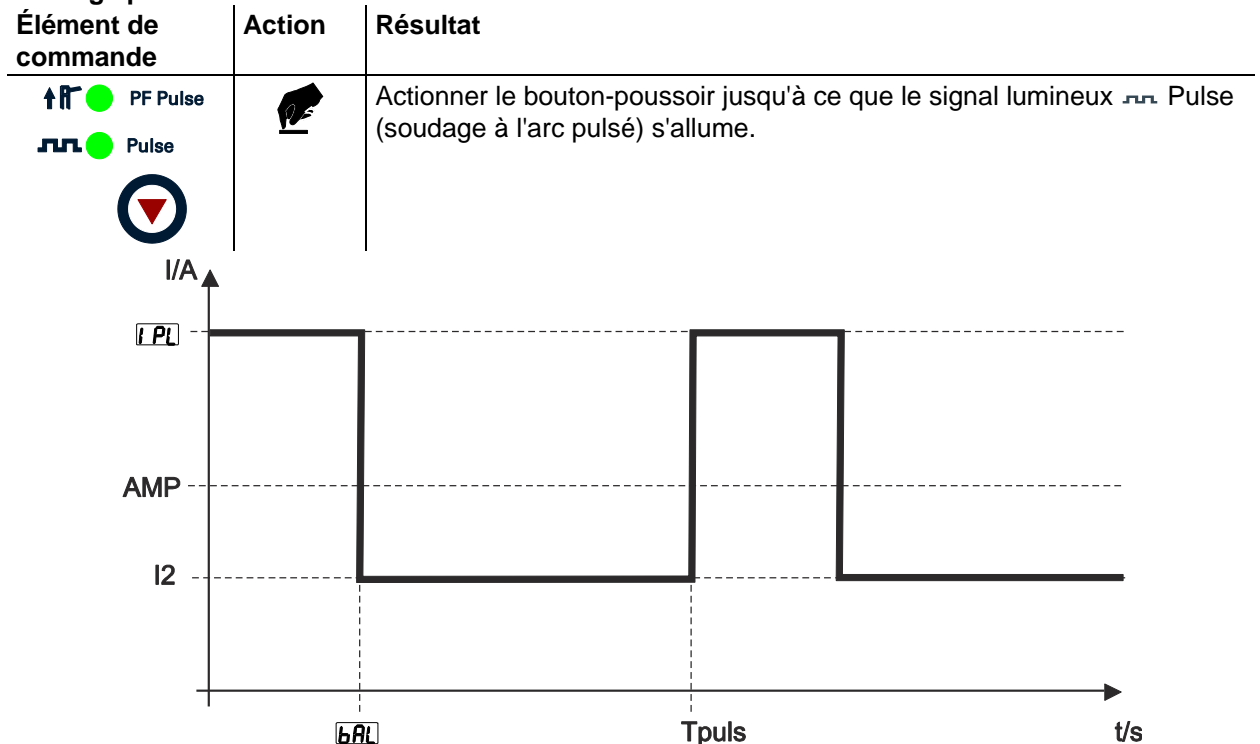 Élément de commande
Action
Résultat
PF Pulse
Pulse
Actionner le bouton-poussoir jusqu'à ce que le signal lumineux Pulse
(soudage à l'arc pulsé) s'allume.
I/A
I PL
AMP
I2
bAL
Tpuls
t/s